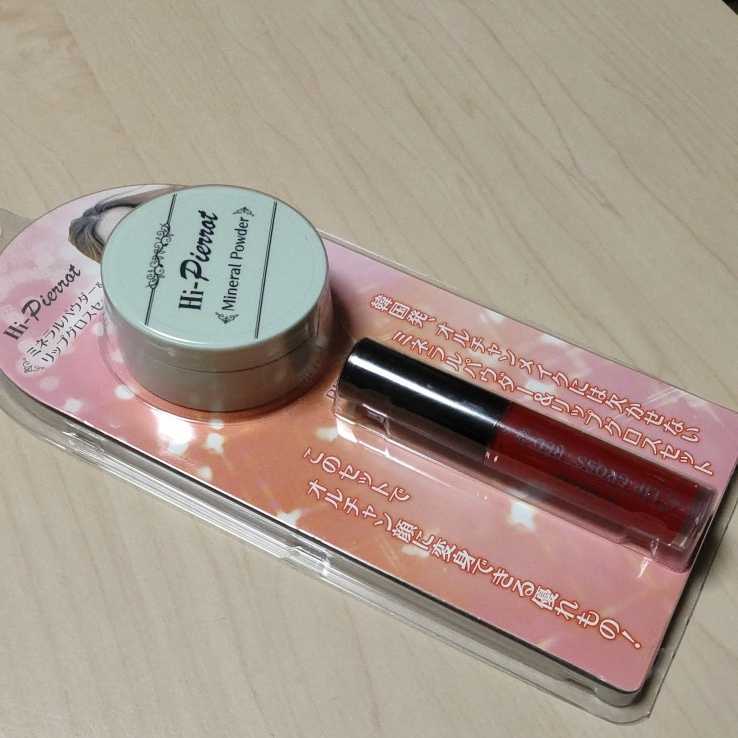 Hi-Pierrot
Mineral Powder
Hi-Pierrot
ミネラルパウダー&
リップグロスセ
韓国発、オルチャンメイクには欠かせない
ミネラルパウダー&リップグロスセット
LIP GROSS
このセットで
オルチャン顔に変身できる優れもの!